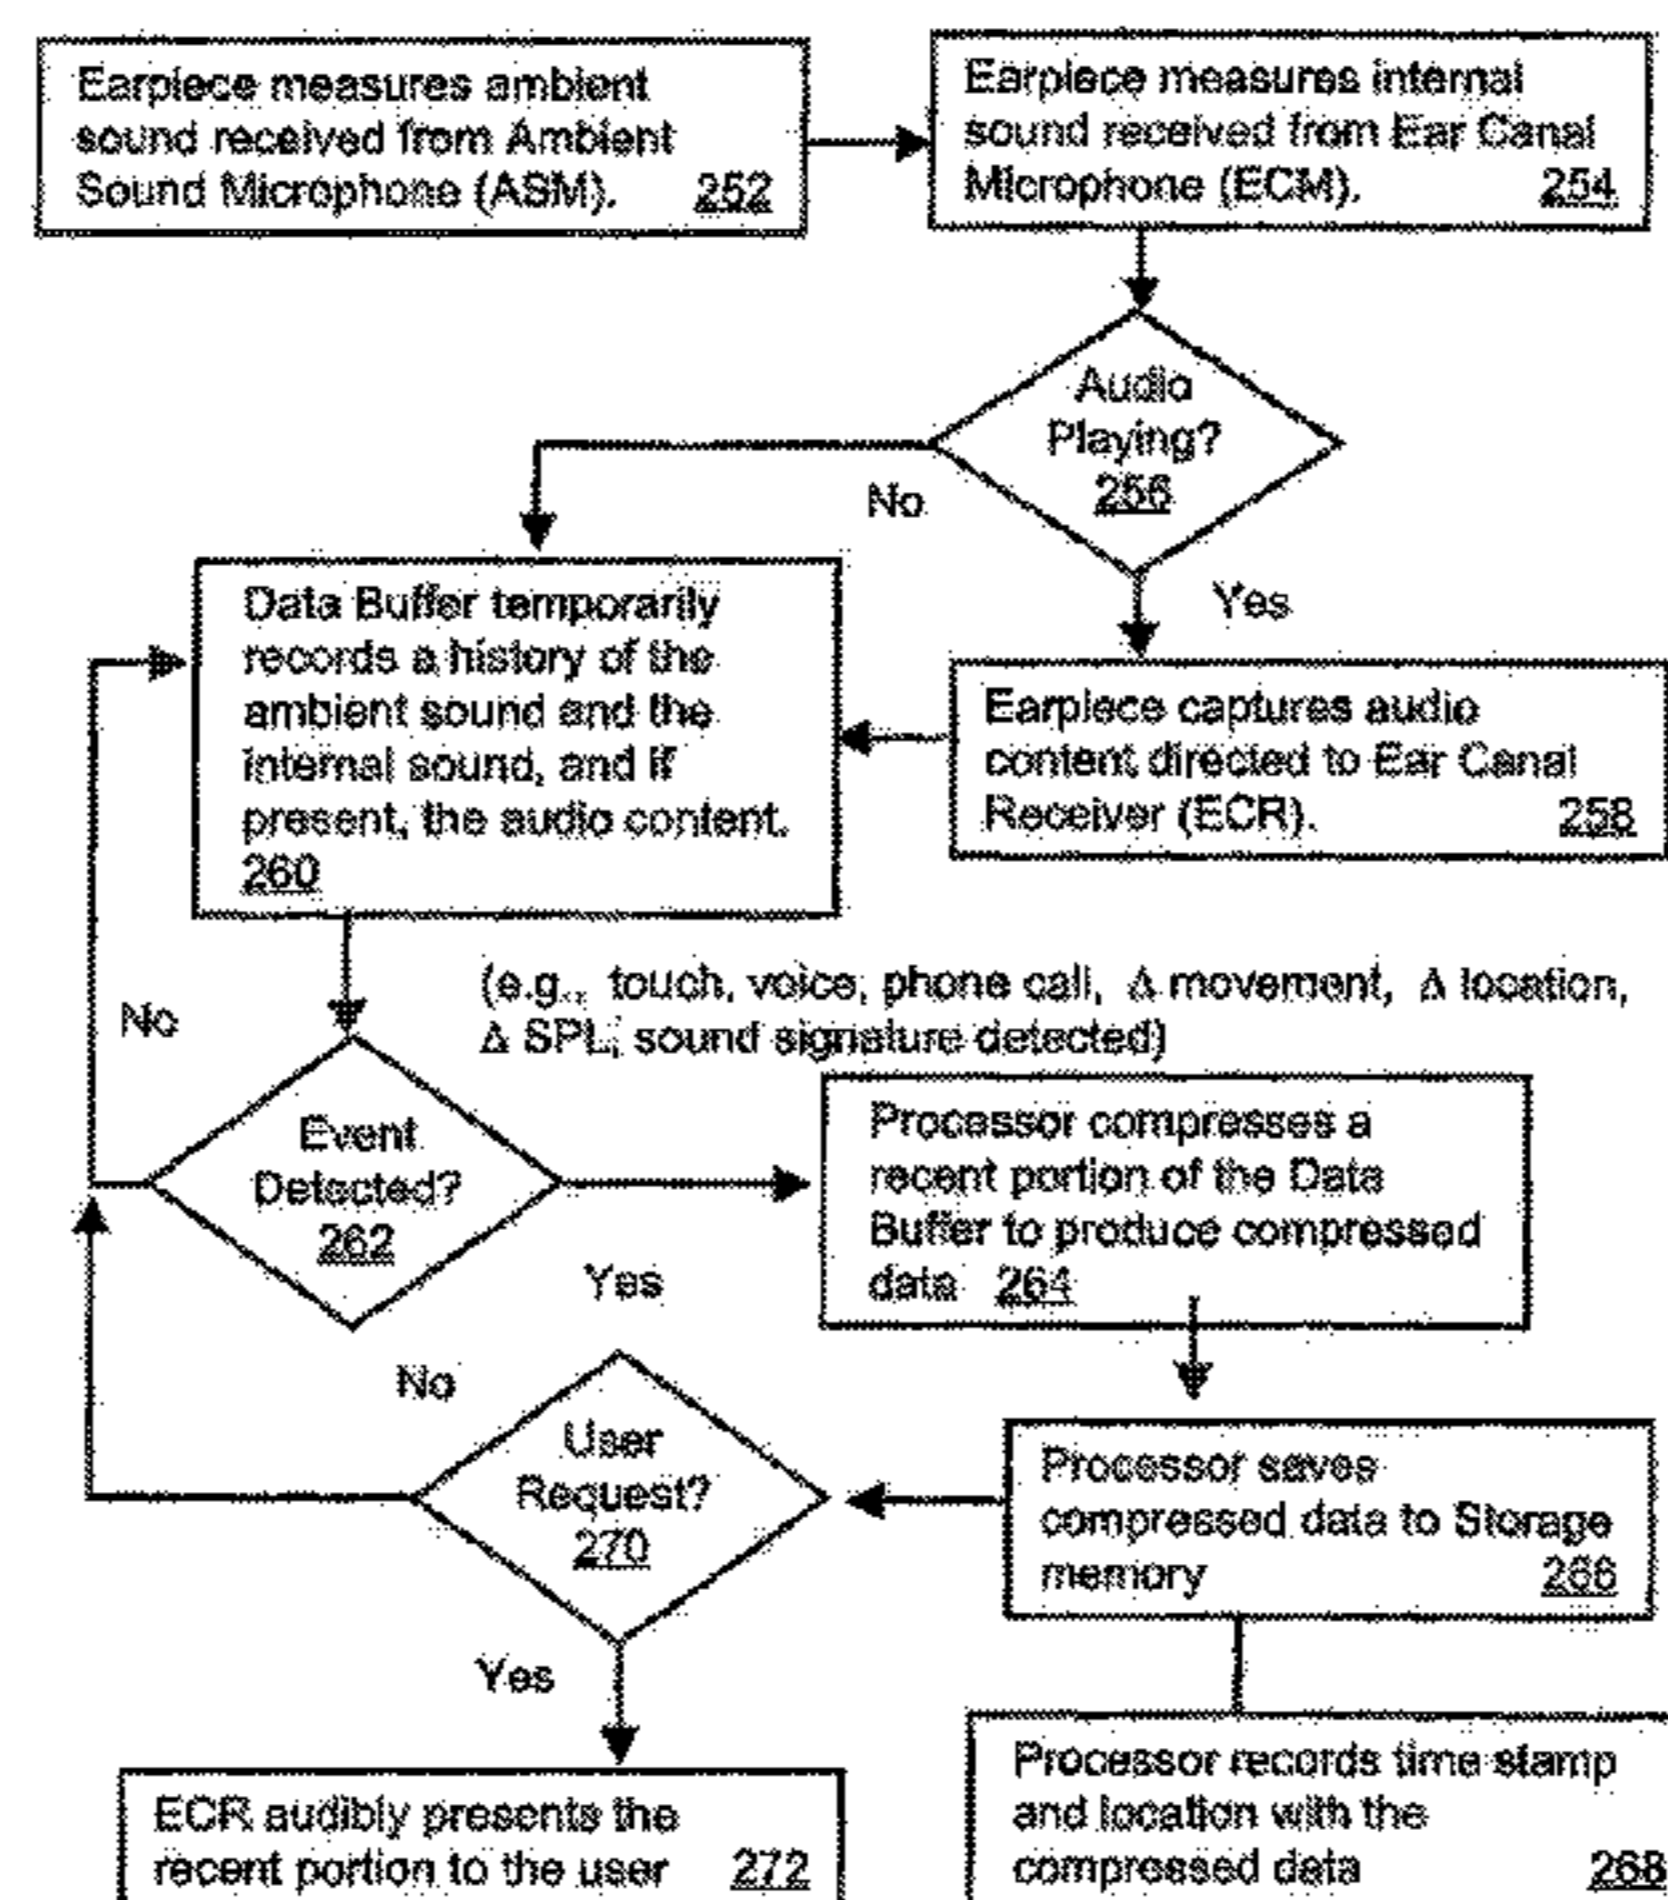 Earpiece measures ambient
sound received from Ambient
Sound Microphone (ASM). 252
Earpiece measures internal
sound received from Ear Canal
Microphone (ECM). 254
Audio
Playing?
256
No
Yes
Data Buffer temporarily
records a history of the
ambient sound and the
internal sound, and if
present, the audio content.
260
Earpiece captures audio
content directed to Ear Canal
Receiver (ECR). 258
No
(e.g., touch, voice, phone call, Δ movement, Δ location,
Δ SPL, sound signature detected)
Event
Detected?
262
Yes
Processor compresses a
recent portion of the Data
Buffer to produce compressed
data 264
No
User
Request?
270
Processor saves
compressed data to Storage
memory 266
Yes
ECR audibly presents the
recent portion to the user 272
Processor records time stamp
and location with the
compressed data 268